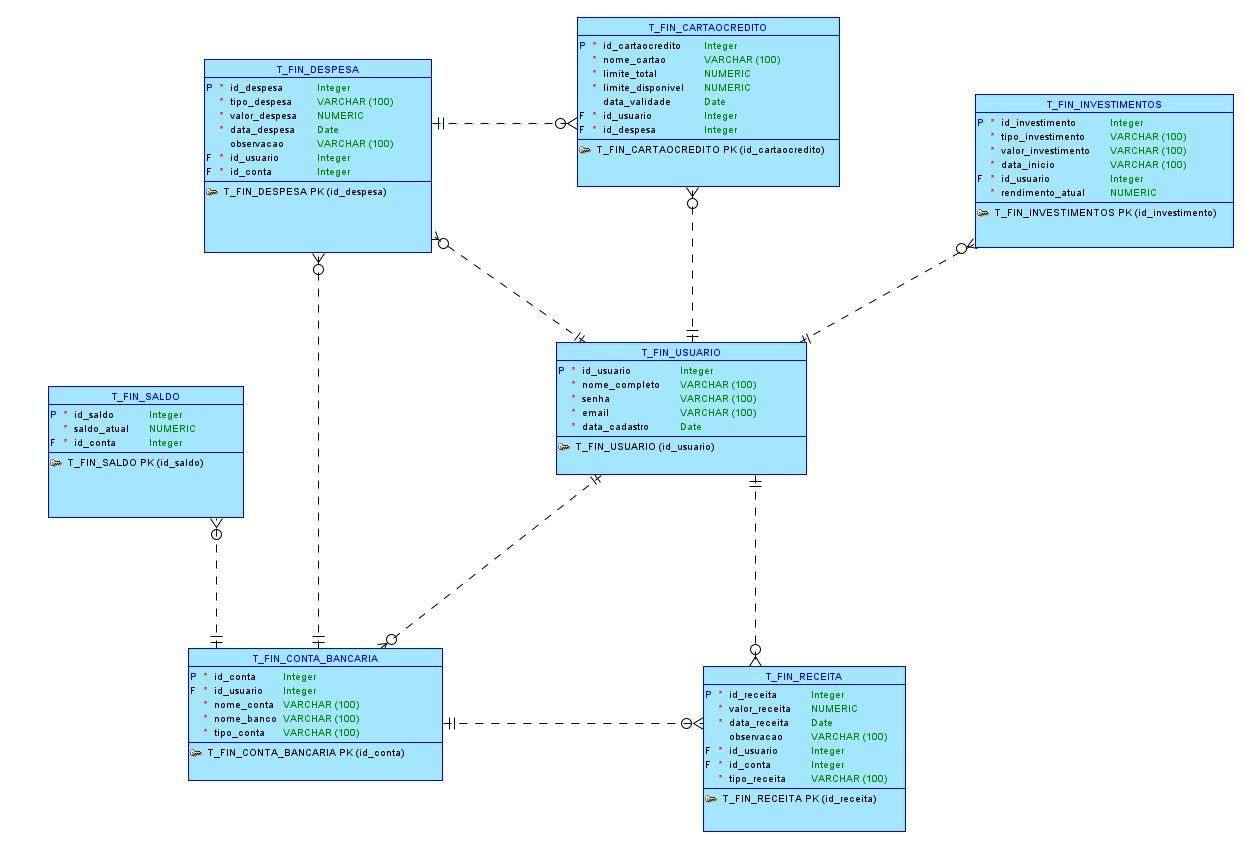 T_FIN_CARTAOCREDITO
P * id_cartaocredito Integer
* nome_cartao VARCHAR (100)
* limite_total NUMERIC
* limite_disponivel NUMERIC
data_validade Date
F * id_usuario Integer
F * id_despesa Integer
T_FIN_CARTAOCREDITO PK (id_cartaocredito)
T_FIN_DESPESA
P * id_despesa Integer
* tipo_despesa VARCHAR (100)
* valor_despesa NUMERIC
* data_despesa Date
observacao VARCHAR (100)
F * id_usuario Integer
F * id_conta Integer
T_FIN_DESPESA PK (id_despesa)
T_FIN_INVESTIMENTOS
P * id_investimento Integer
* tipo_investimento VARCHAR (100)
* valor_investimento VARCHAR (100)
* data_inicio VARCHAR (100)
F * id_usuario Integer
* rendimento_atual NUMERIC
T_FIN_INVESTIMENTOS PK (id_investimento)
T_FIN_USUARIO
P * id_usuario Integer
* nome_completo VARCHAR (100)
* senha VARCHAR (100)
* email VARCHAR (100)
* data_cadastro Date
T_FIN_USUARIO (id_usuario)
T_FIN_SALDO
P * id_saldo Integer
* saldo_atual NUMERIC
F * id_conta Integer
T_FIN_SALDO PK (id_saldo)
T_FIN_CONTA_BANCARIA
P * id_conta Integer
F * id_usuario Integer
* nome_conta VARCHAR (100)
* nome_banco VARCHAR (100)
* tipo_conta VARCHAR (100)
T_FIN_CONTA_BANCARIA PK (id_conta)
T_FIN_RECEITA
P * id_receita Integer
* valor_receita NUMERIC
* data_receita Date
observacao VARCHAR (100)
F * id_usuario Integer
F * id_conta Integer
* tipo_receita VARCHAR (100)
T_FIN_RECEITA PK (id_receita)